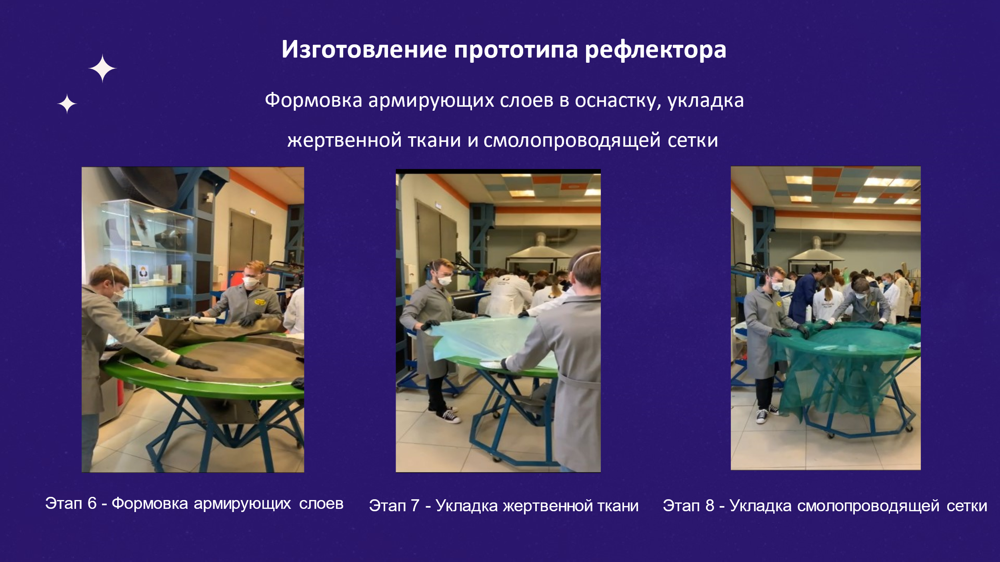 Изготовление прототипа рефлектора
Формовка армирующих слоев в оснастку, укладка
жертвенной ткани и смолопроводящей сетки
Этап 6 - Формовка армирующих слоев
Этап 7 - Укладка жертвенной ткани
Этап 8 - Укладка смолопроводящей сетки